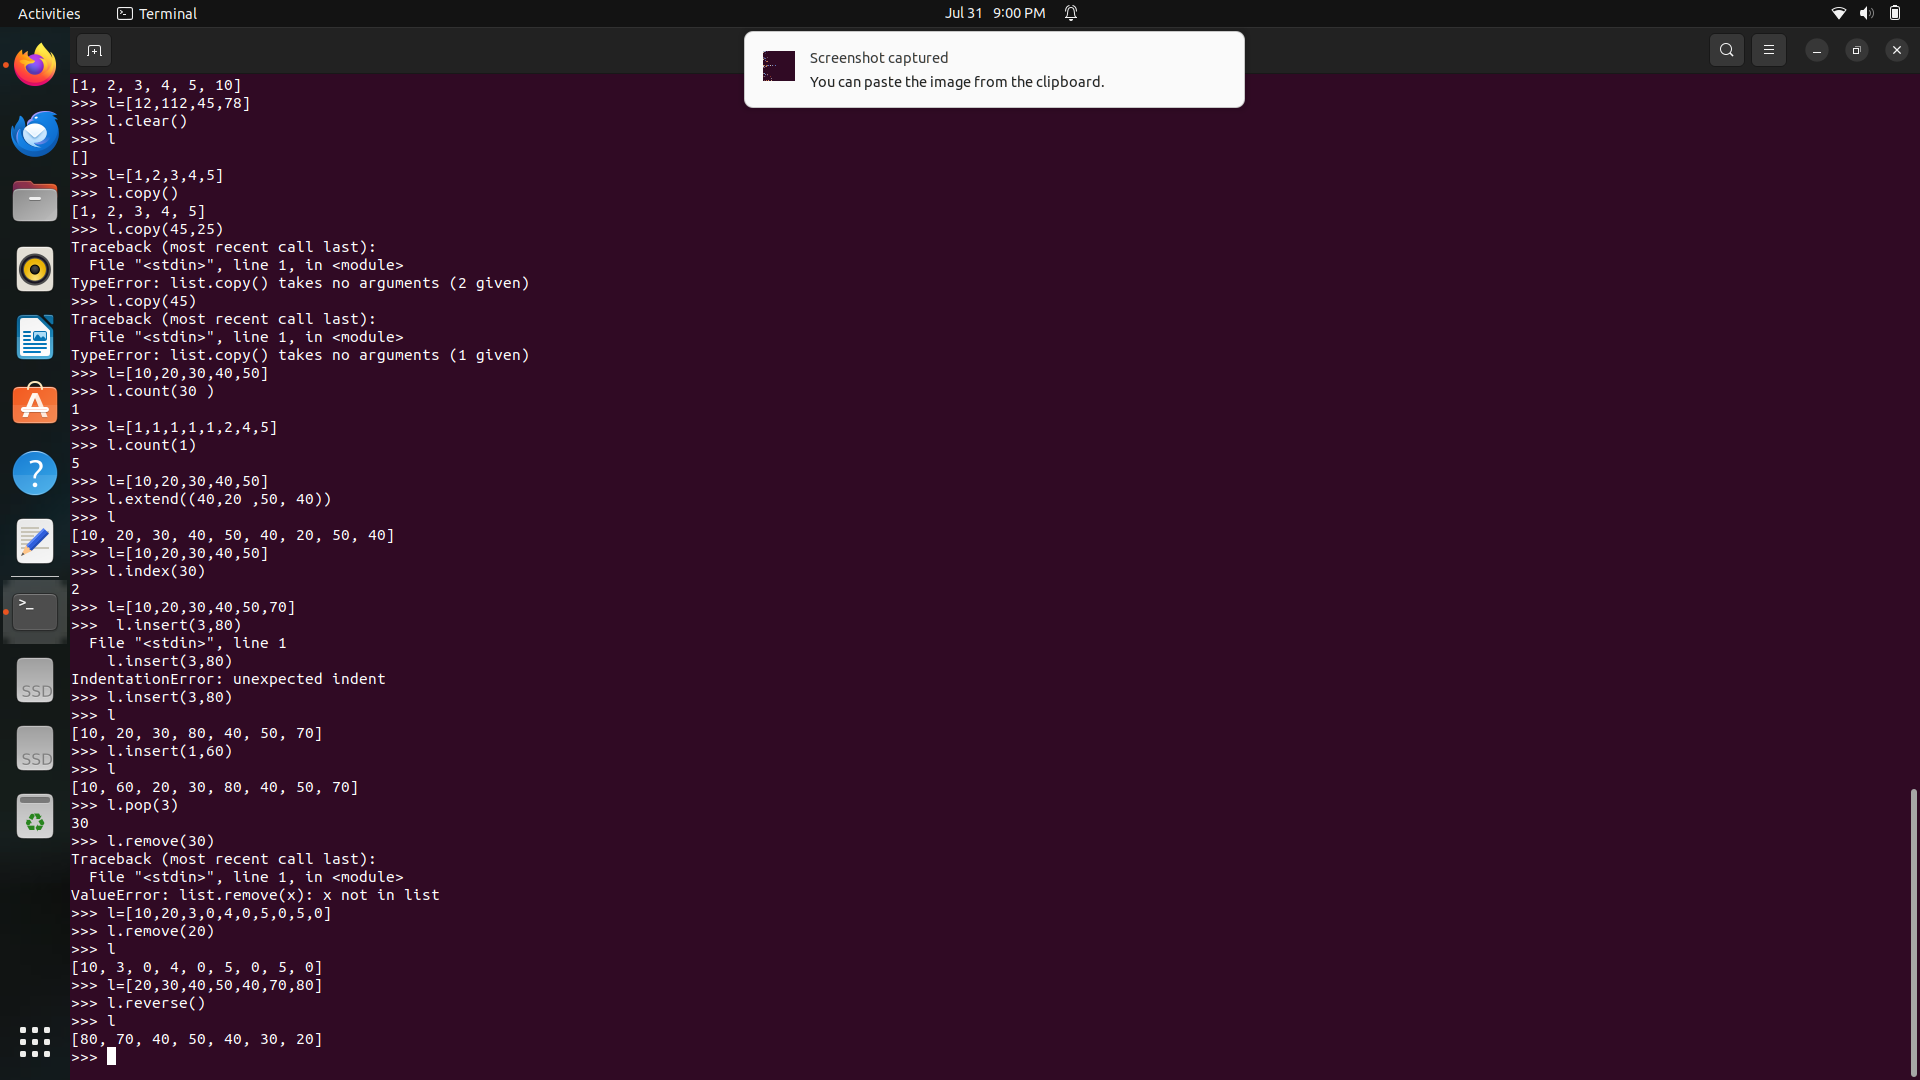 Activities Terminal Jul 31 9:00 PM
Screenshot captured
You can paste the image from the clipboard.
[1, 2, 3, 4, 5, 10]
>>> l=[12,112,45,78]
>>> l.clear()
>>> l
[]
>>> l=[1,2,3,4,5]
>>> l.copy()
[1, 2, 3, 4, 5]
>>> l.copy(45,25)
Traceback (most recent call last):
  File "<stdin>", line 1, in <module>
TypeError: list.copy() takes no arguments (2 given)
>>> l.copy(45)
Traceback (most recent call last):
  File "<stdin>", line 1, in <module>
TypeError: list.copy() takes no arguments (1 given)
>>> l=[10,20,30,40,50]
>>> l.count(30 )
1
>>> l=[1,1,1,1,1,2,4,5]
>>> l.count(1)
5
>>> l=[10,20,30,40,50]
>>> l.extend((40,20 ,50, 40))
>>> l
[10, 20, 30, 40, 50, 40, 20, 50, 40]
>>> l=[10,20,30,40,50]
>>> l.index(30)
2
>>> l=[10,20,30,40,50,70]
>>>  l.insert(3,80)
  File "<stdin>", line 1
    l.insert(3,80)
IndentationError: unexpected indent
>>> l.insert(3,80)
>>> l
[10, 20, 30, 80, 40, 50, 70]
>>> l.insert(1,60)
>>> l
[10, 60, 20, 30, 80, 40, 50, 70]
>>> l.pop(3)
30
>>> l.remove(30)
Traceback (most recent call last):
  File "<stdin>", line 1, in <module>
ValueError: list.remove(x): x not in list
>>> l=[10,20,3,0,4,0,5,0,5,0]
>>> l.remove(20)
>>> l
[10, 3, 0, 4, 0, 5, 0, 5, 0]
>>> l=[20,30,40,50,40,70,80]
>>> l.reverse()
>>> l
[80, 70, 40, 50, 40, 30, 20]
>>>
>_
SSD
SSD